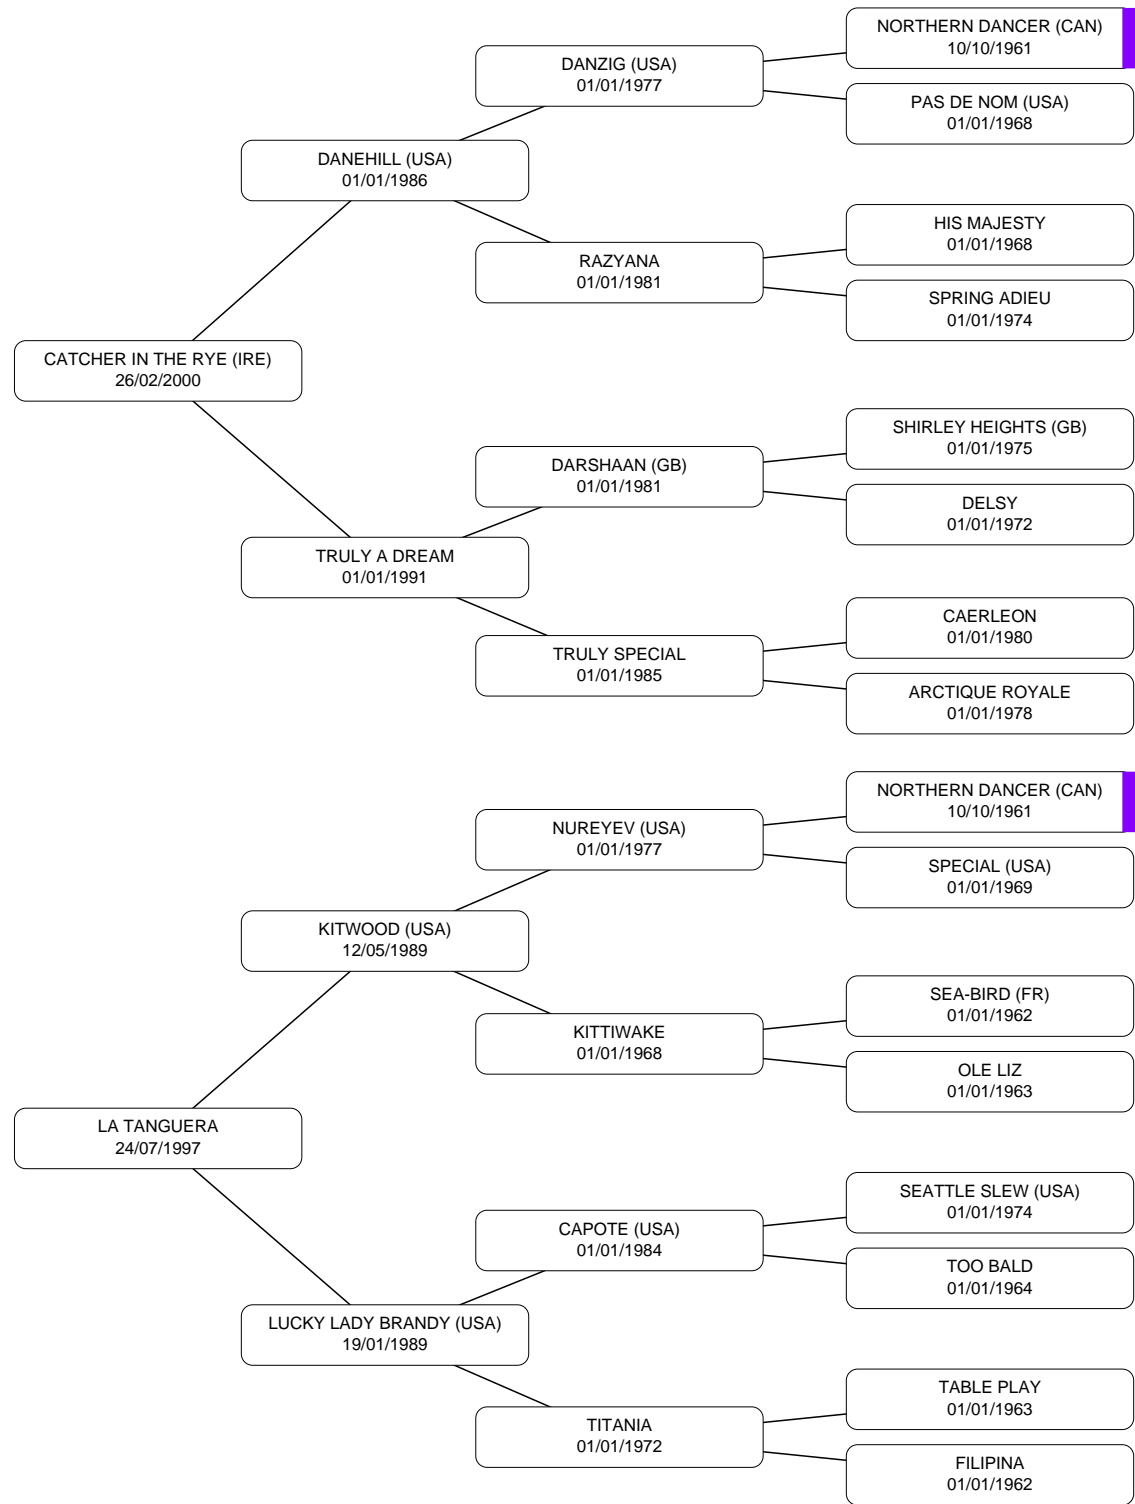 NORTHERN DANCER (CAN)
10/10/1961
DANZIG (USA)
01/01/1977
PAS DE NOM (USA)
01/01/1968
DANEHILL (USA)
01/01/1986
HIS MAJESTY
01/01/1968
RAZYANA
01/01/1981
SPRING ADIEU
01/01/1974
CATCHER IN THE RYE (IRE)
26/02/2000
SHIRLEY HEIGHTS (GB)
01/01/1975
DARSHAAN (GB)
01/01/1981
DELSY
01/01/1972
TRULY A DREAM
01/01/1991
CAERLEON
01/01/1980
TRULY SPECIAL
01/01/1985
ARCTIQUE ROYALE
01/01/1978
NORTHERN DANCER (CAN)
10/10/1961
NUREYEV (USA)
01/01/1977
SPECIAL (USA)
01/01/1969
KITWOOD (USA)
12/05/1989
SEA-BIRD (FR)
01/01/1962
KITTIWAKE
01/01/1968
OLE LIZ
01/01/1963
LA TANGUERA
24/07/1997
SEATTLE SLEW (USA)
01/01/1974
CAPOTE (USA)
01/01/1984
TOO BALD
01/01/1964
LUCKY LADY BRANDY (USA)
19/01/1989
TABLE PLAY
01/01/1963
TITANIA
01/01/1972
FILIPINA
01/01/1962